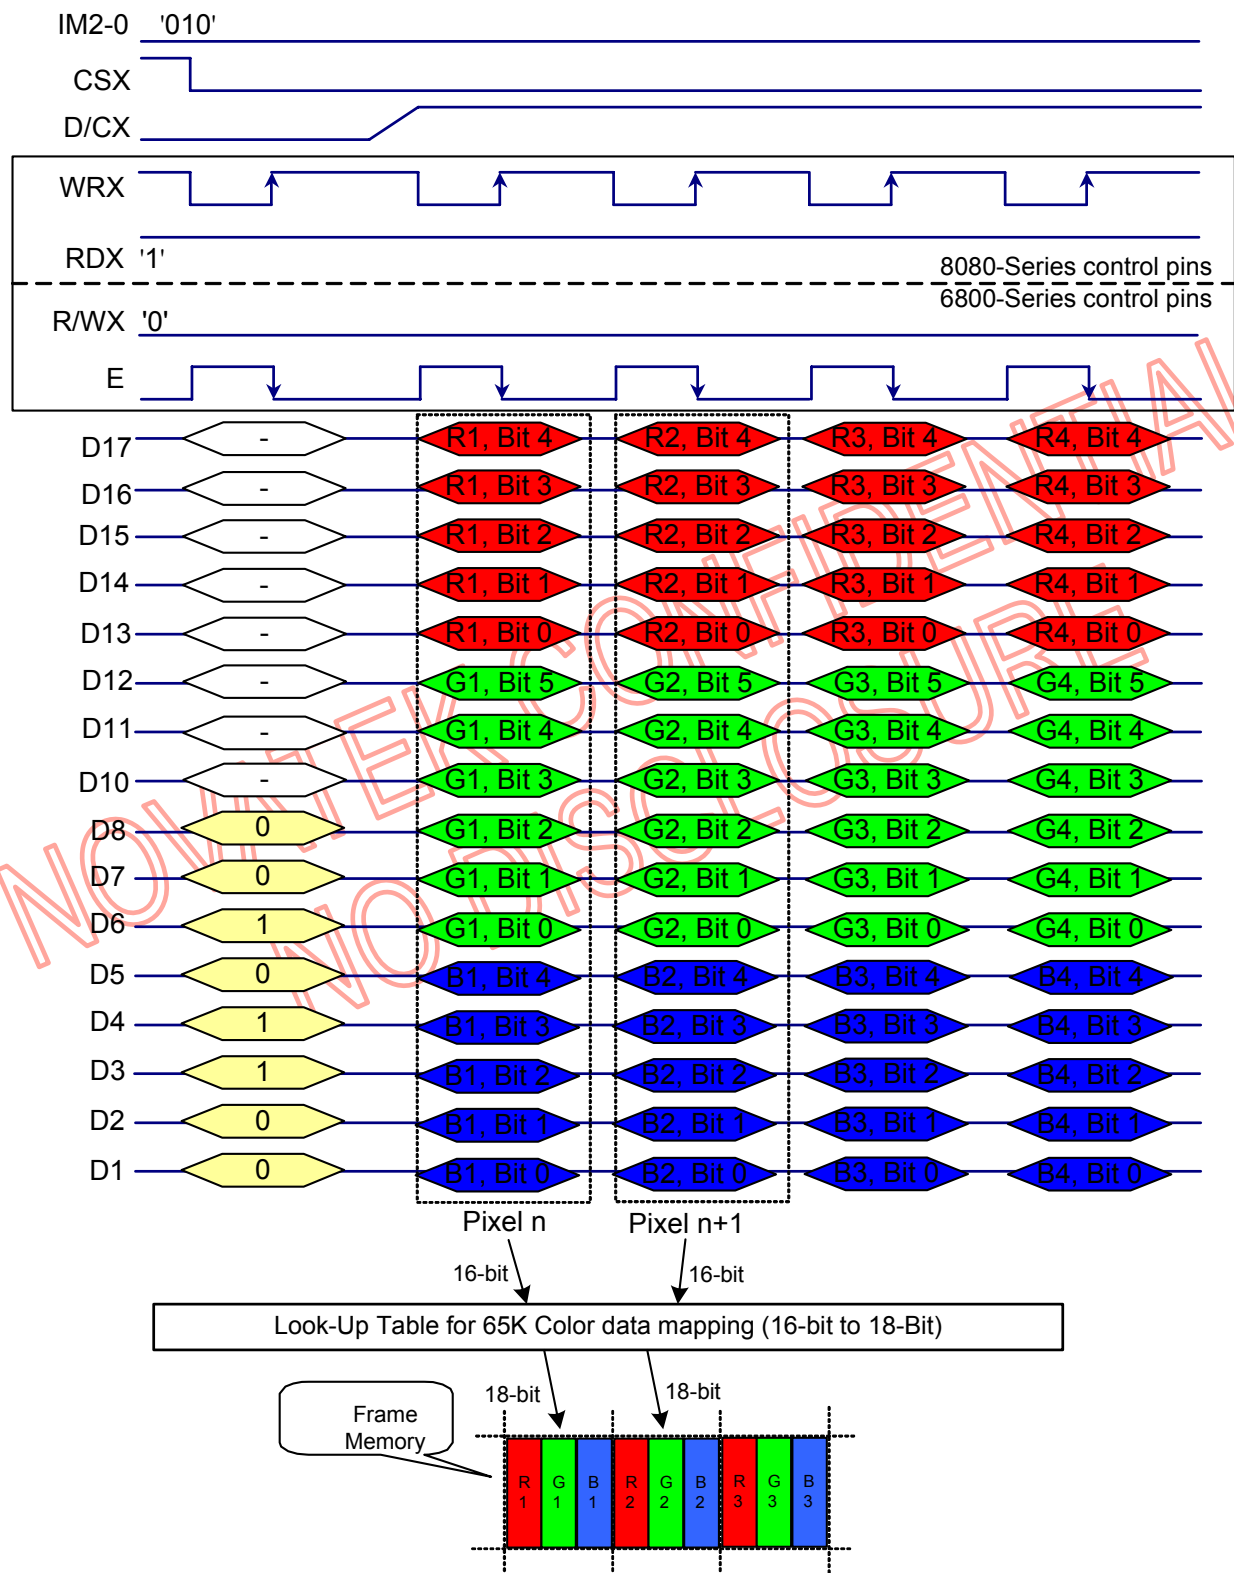 IM2-0 '010'
CSX
D/CX
WRX
RDX '1'
8080-Series control pins
6800-Series control pins
R/WX '0'
E
D17 - R1, Bit 4 R2, Bit 4 R3, Bit 4 R4, Bit 4
D16 - R1, Bit 3 R2, Bit 3 R3, Bit 3 R4, Bit 3
D15 - R1, Bit 2 R2, Bit 2 R3, Bit 2 R4, Bit 2
D14 - R1, Bit 1 R2, Bit 1 R3, Bit 1 R4, Bit 1
D13 - R1, Bit 0 R2, Bit 0 R3, Bit 0 R4, Bit 0
D12 - G1, Bit 5 G2, Bit 5 G3, Bit 5 G4, Bit 5
D11 - G1, Bit 4 G2, Bit 4 G3, Bit 4 G4, Bit 4
D10 - G1, Bit 3 G2, Bit 3 G3, Bit 3 G4, Bit 3
D8 0 G1, Bit 2 G2, Bit 2 G3, Bit 2 G4, Bit 2
D7 0 G1, Bit 1 G2, Bit 1 G3, Bit 1 G4, Bit 1
D6 1 G1, Bit 0 G2, Bit 0 G3, Bit 0 G4, Bit 0
D5 0 B1, Bit 4 B2, Bit 4 B3, Bit 4 B4, Bit 4
D4 1 B1, Bit 3 B2, Bit 3 B3, Bit 3 B4, Bit 3
D3 1 B1, Bit 2 B2, Bit 2 B3, Bit 2 B4, Bit 2
D2 0 B1, Bit 1 B2, Bit 1 B3, Bit 1 B4, Bit 1
D1 0 B1, Bit 0 B2, Bit 0 B3, Bit 0 B4, Bit 0
NOVATEK CONFIDENTIAL
NO DISCLOSURE
Pixel n Pixel n+1
16-bit 16-bit
Look-Up Table for 65K Color data mapping (16-bit to 18-Bit)
18-bit 18-bit
Frame
Memory
R G B R G B R G B
1 1 1 2 2 2 3 3 3